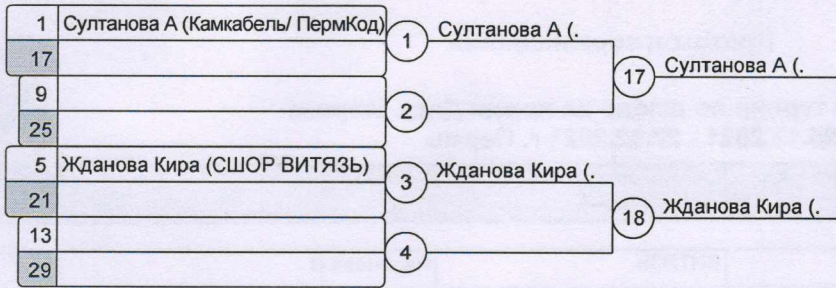 1 Султанова А (Камкабель/ ПермКод)
17
1 Султанова А (.
9
25
2
17 Султанова А (.
5 Жданова Кира (СШОР ВИТЯЗЬ)
21
3 Жданова Кира (.
13
29
4
18 Жданова Кира (.